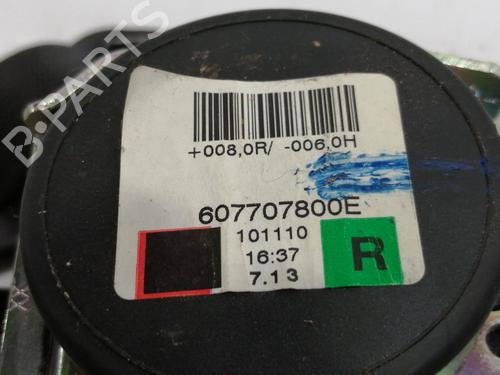 B-PARTS
+008,0R/ -006,0H
607707800E
101110
16:37
7.13
R